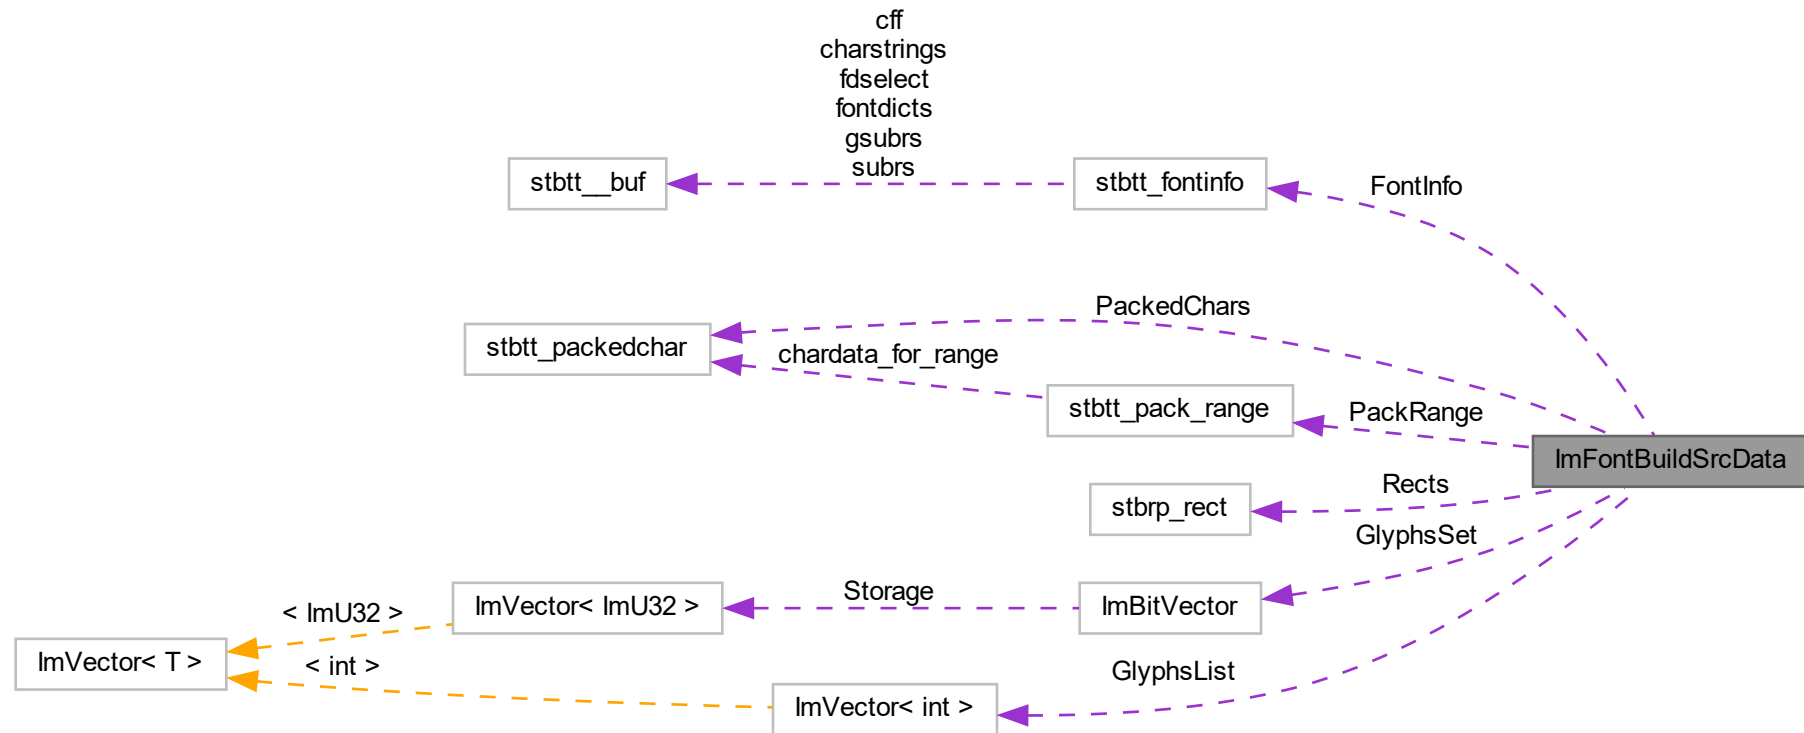 cff
charstrings
fdselect
fontdicts
gsubrs
subrs
stbtt__buf
stbtt_fontinfo
FontInfo
PackedChars
stbtt_packedchar
chardata_for_range
stbtt_pack_range
PackRange
ImFontBuildSrcData
Rects
stbrp_rect
GlyphsSet
Storage
ImVector< ImU32 >
ImBitVector
< ImU32 >
ImVector< T >
< int >
GlyphsList
ImVector< int >